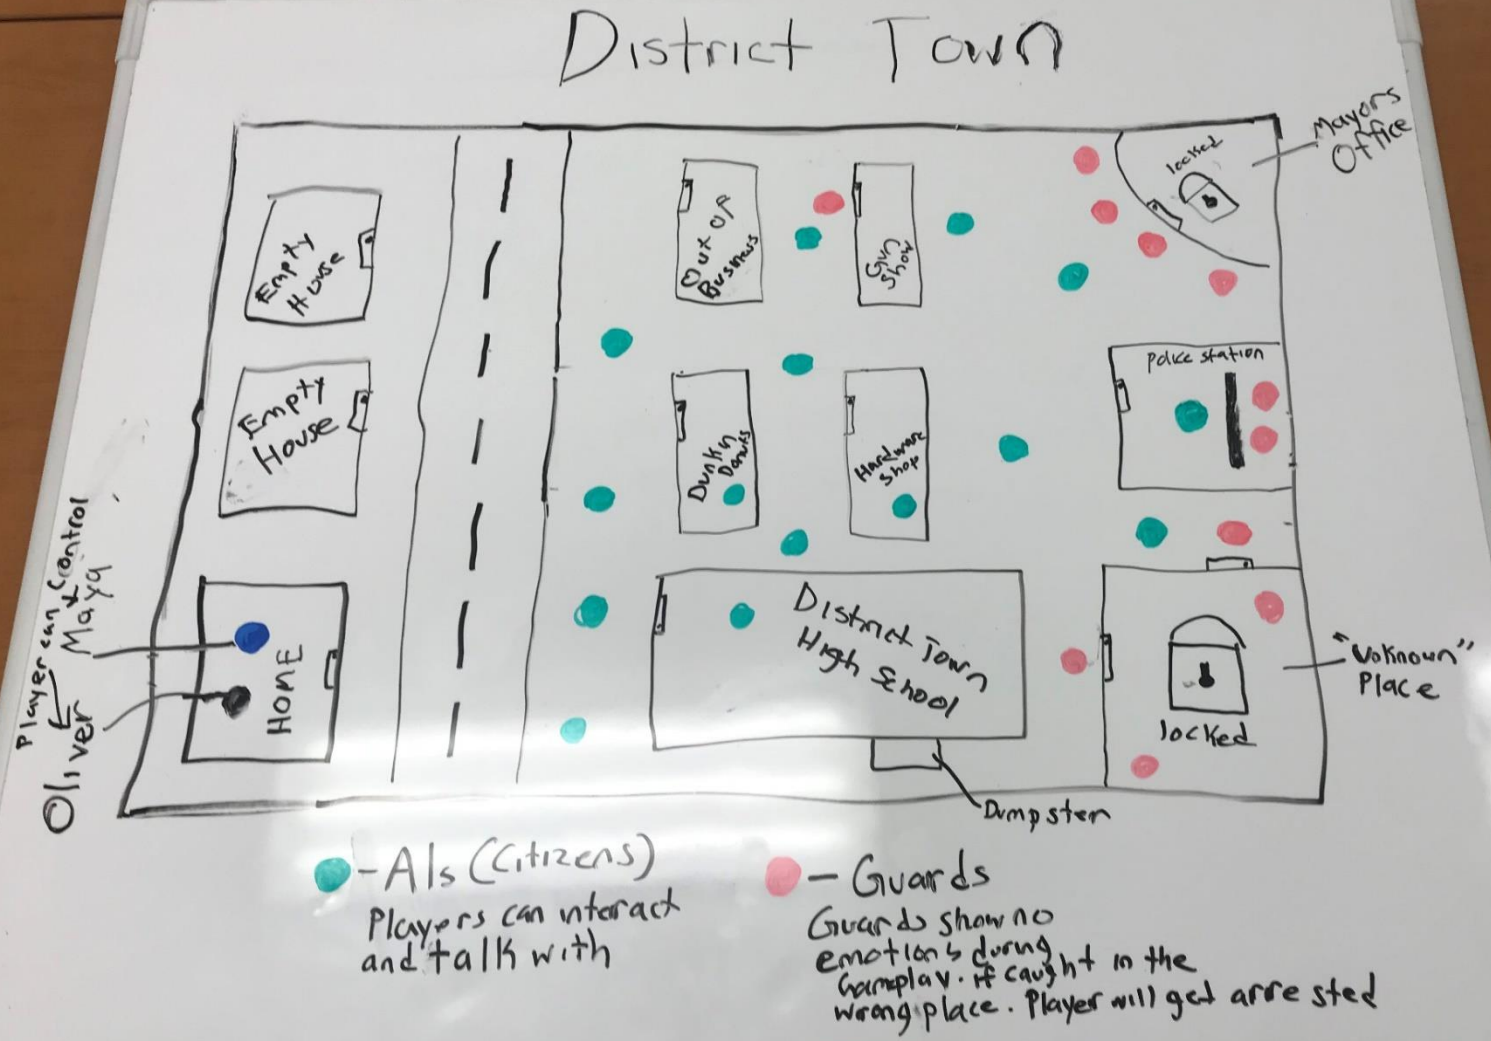 District Town
Mayors
Office
locked
Empty
House
Out of
Business
Gun
Show
Police station
Empty
House
Dunkn
Donuts
Hardware
Shop
Player can control
Maya
Oliver
HOME
District Town
High School
"Unknown"
Place
locked
Dumpster
- AIs (Citizens)
Players can interact
and talk with
- Guards
Guards show no
emotions during
Gameplay. if caught in the
wrong place. Player will get arrested